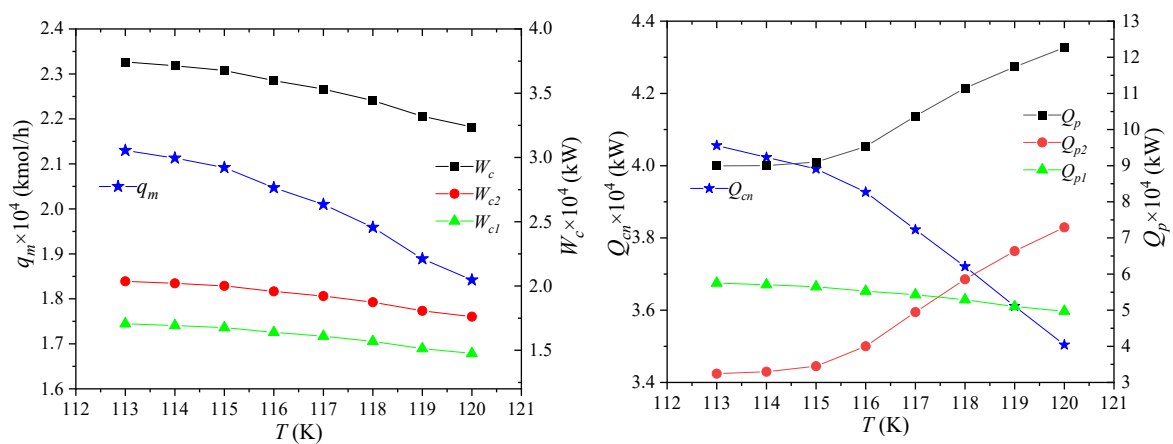 2.4
2.3
2.2
2.1
2.0
1.9
1.8
1.7
1.6
q_m×10^4 (kmol/h)
4.0
3.5
3.0
2.5
2.0
1.5
W_c×10^4 (kW)
q_m
W_c
W_c2
W_c1
112 113 114 115 116 117 118 119 120 121
T (K)
4.4
4.2
4.0
3.8
3.6
3.4
Q_cn×10^4 (kW)
13
12
11
10
9
8
7
6
5
4
3
Q_p×10^4 (kW)
Q_cn
Q_p
Q_p2
Q_p1
112 113 114 115 116 117 118 119 120 121
T (K)